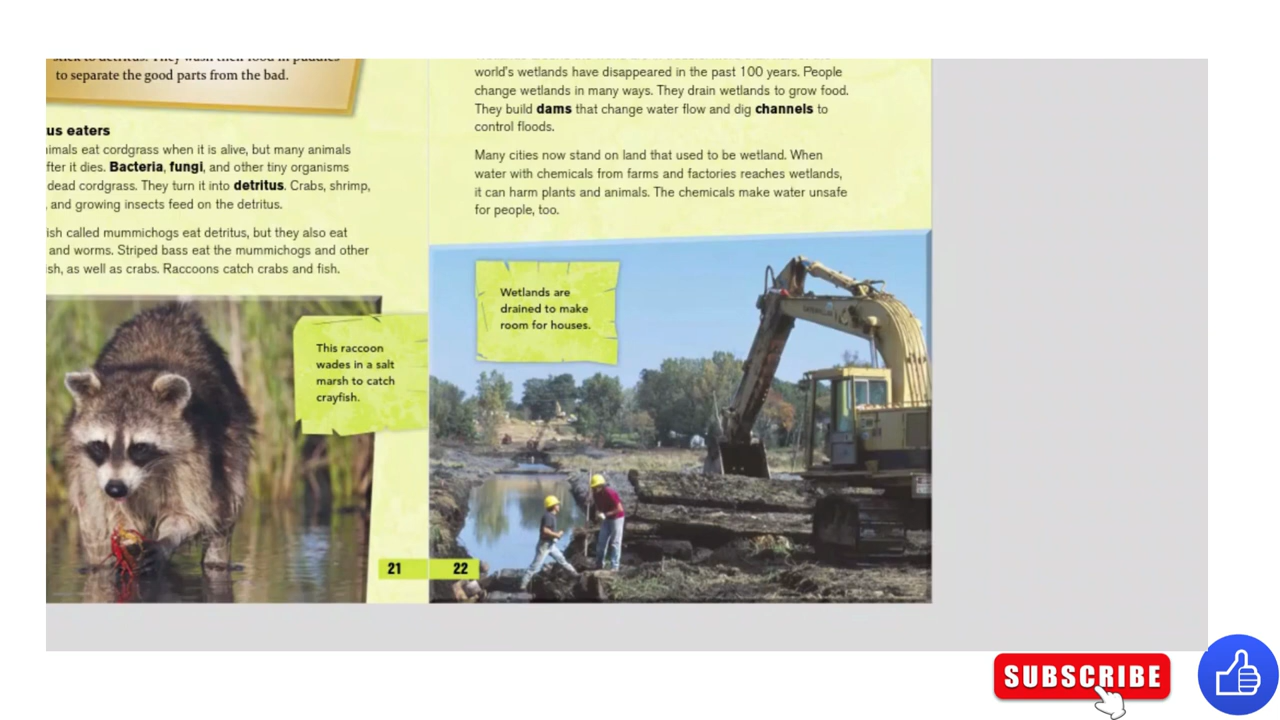 to separate the good parts from the bad.
us eaters
imals eat cordgrass when it is alive, but many animals
fter it dies. Bacteria, fungi, and other tiny organisms
dead cordgrass. They turn it into detritus. Crabs, shrimp,
, and growing insects feed on the detritus.
ish called mummichogs eat detritus, but they also eat
and worms. Striped bass eat the mummichogs and other
ish, as well as crabs. Raccoons catch crabs and fish.
This raccoon
wades in a salt
marsh to catch
crayfish.
21
world's wetlands have disappeared in the past 100 years. People
change wetlands in many ways. They drain wetlands to grow food.
They build dams that change water flow and dig channels to
control floods.
Many cities now stand on land that used to be wetland. When
water with chemicals from farms and factories reaches wetlands,
it can harm plants and animals. The chemicals make water unsafe
for people, too.
Wetlands are
drained to make
room for houses.
22
SUBSCRIBE